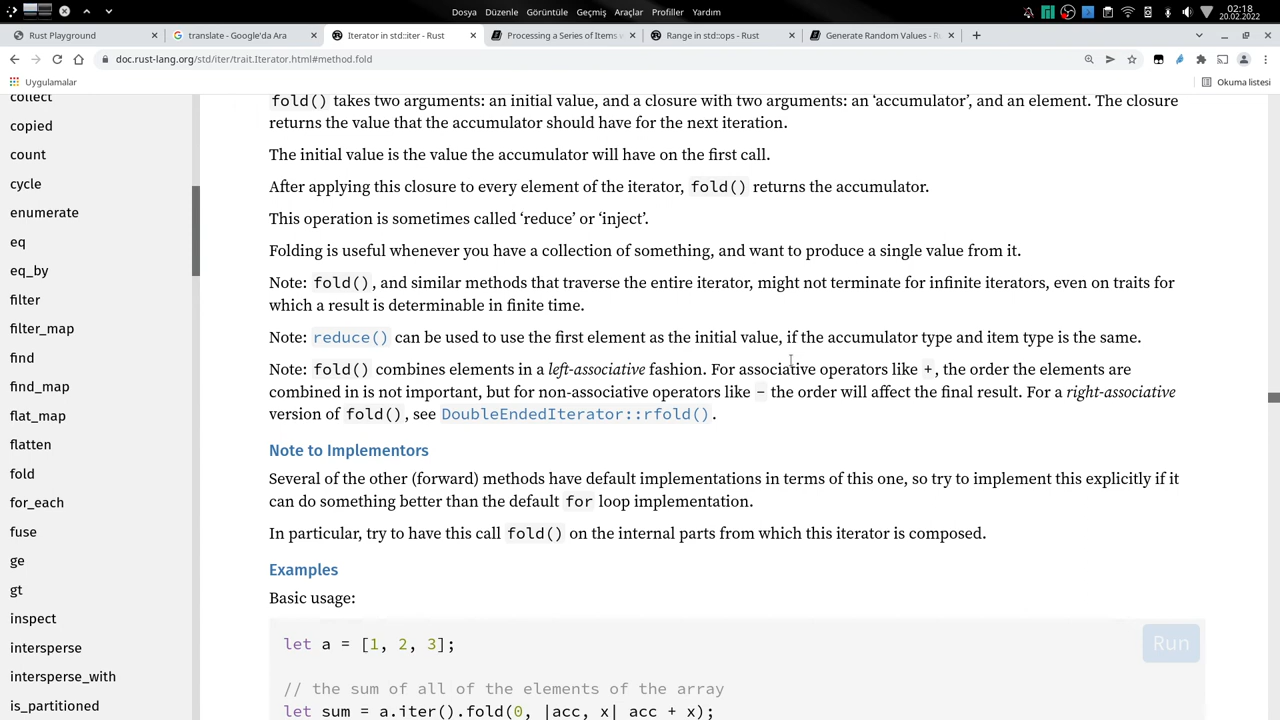 Dosya Düzenle Görüntüle Geçmiş Araçlar Profiller Yardım
02:18
20.02.2022
Rust Playground
translate - Google'da Ara
Iterator in std::iter - Rust
Processing a Series of Items w
Range in std::ops - Rust
Generate Random Values - Ru
doc.rust-lang.org/std/iter/trait.Iterator.html#method.fold
Uygulamalar
Okuma listesi
collect
copied
count
cycle
enumerate
eq
eq_by
filter
filter_map
find
find_map
flat_map
flatten
fold
for_each
fuse
ge
gt
inspect
intersperse
intersperse_with
is_partitioned
fold() takes two arguments: an initial value, and a closure with two arguments: an ‘accumulator’, and an element. The closure
returns the value that the accumulator should have for the next iteration.
The initial value is the value the accumulator will have on the first call.
After applying this closure to every element of the iterator, fold() returns the accumulator.
This operation is sometimes called ‘reduce’ or ‘inject’.
Folding is useful whenever you have a collection of something, and want to produce a single value from it.
Note: fold(), and similar methods that traverse the entire iterator, might not terminate for infinite iterators, even on traits for
which a result is determinable in finite time.
Note: reduce() can be used to use the first element as the initial value, if the accumulator type and item type is the same.
Note: fold() combines elements in a left-associative fashion. For associative operators like +, the order the elements are
combined in is not important, but for non-associative operators like - the order will affect the final result. For a right-associative
version of fold(), see DoubleEndedIterator::rfold().
Note to Implementors
Several of the other (forward) methods have default implementations in terms of this one, so try to implement this explicitly if it
can do something better than the default for loop implementation.
In particular, try to have this call fold() on the internal parts from which this iterator is composed.
Examples
Basic usage:
let a = [1, 2, 3];
Run
// the sum of all of the elements of the array
let sum = a.iter().fold(0, |acc, x| acc + x);